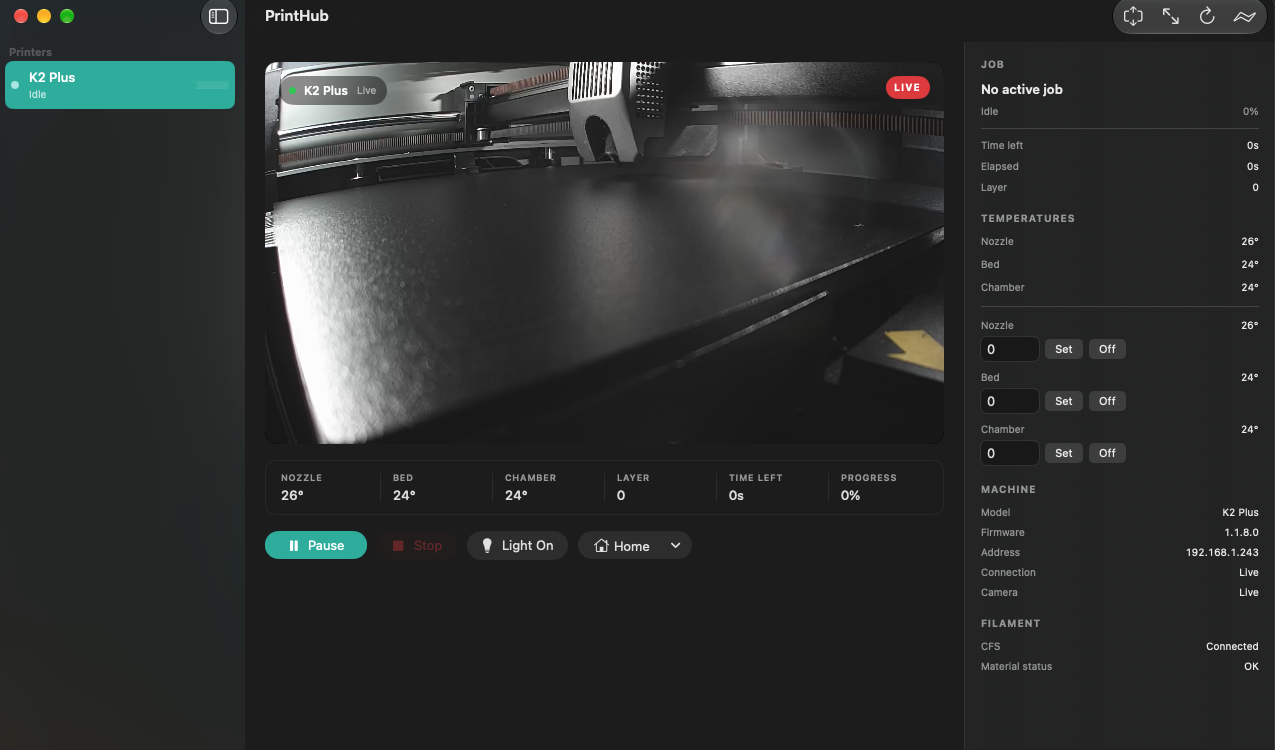 PrintHub
Printers
K2 Plus
Idle
K2 Plus Live
LIVE
NOZZLE
26°
BED
24°
CHAMBER
24°
LAYER
0
TIME LEFT
0s
PROGRESS
0%
Pause
Stop
Light On
Home
JOB
No active job
Idle 0%
Time left 0s
Elapsed 0s
Layer 0
TEMPERATURES
Nozzle 26°
Bed 24°
Chamber 24°
Nozzle 26°
0 Set Off
Bed 24°
0 Set Off
Chamber 24°
0 Set Off
MACHINE
Model K2 Plus
Firmware 1.1.8.0
Address 192.168.1.243
Connection Live
Camera Live
FILAMENT
CFS Connected
Material status OK